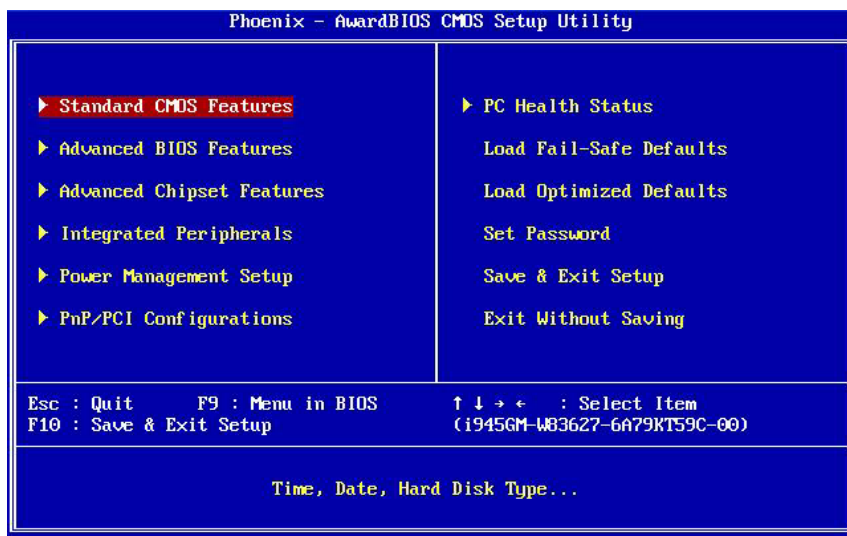 Phoenix - AwardBIOS CMOS Setup Utility
Standard CMOS Features
Advanced BIOS Features
Advanced Chipset Features
Integrated Peripherals
Power Management Setup
PnP/PCI Configurations
PC Health Status
Load Fail-Safe Defaults
Load Optimized Defaults
Set Password
Save & Exit Setup
Exit Without Saving
Esc : Quit F9 : Menu in BIOS ↑ ↓ → ← : Select Item
F10 : Save & Exit Setup (i945GM-W83627-6A79KT59C-00)
Time, Date, Hard Disk Type...